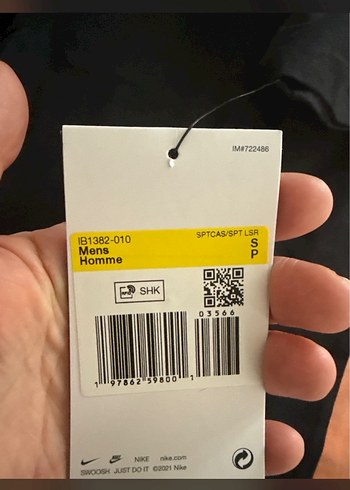 IM#722486
IB1382-010 SPTCAS/SPT LSR
Mens S
Homme P
SHK
03566
1 97862 59800 1
NIKE nike.com
SWOOSH JUST DO IT ©2021 Nike